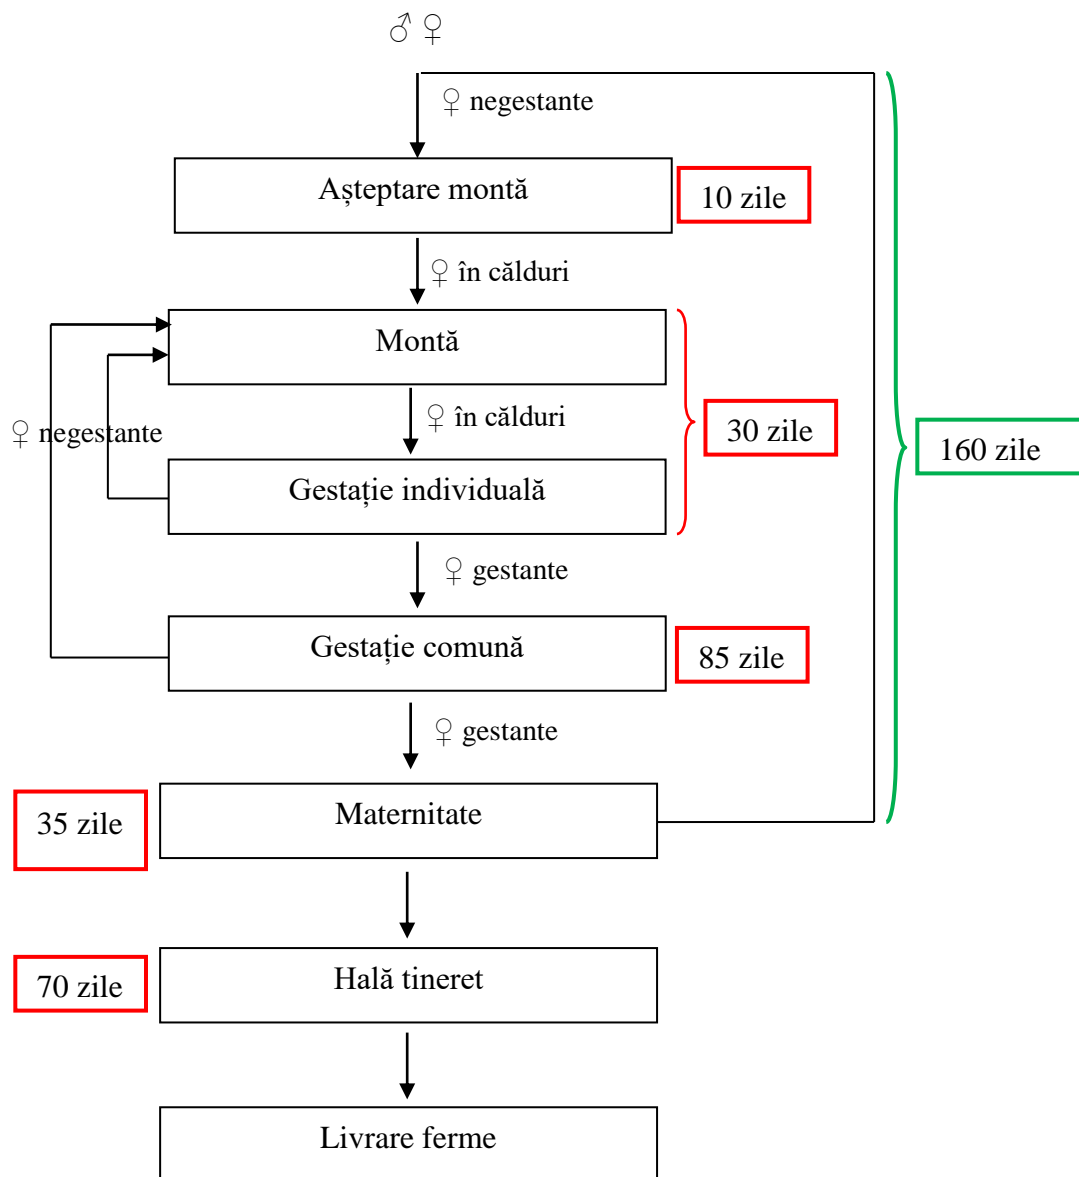 ♂ ♀
♀ negestante
Așteptare montă
10 zile
♀ în călduri
Montă
♀ în călduri
30 zile
♀ negestante
160 zile
Gestație individuală
♀ gestante
Gestație comună
85 zile
♀ gestante
Maternitate
35 zile
Hală tineret
70 zile
Livrare ferme